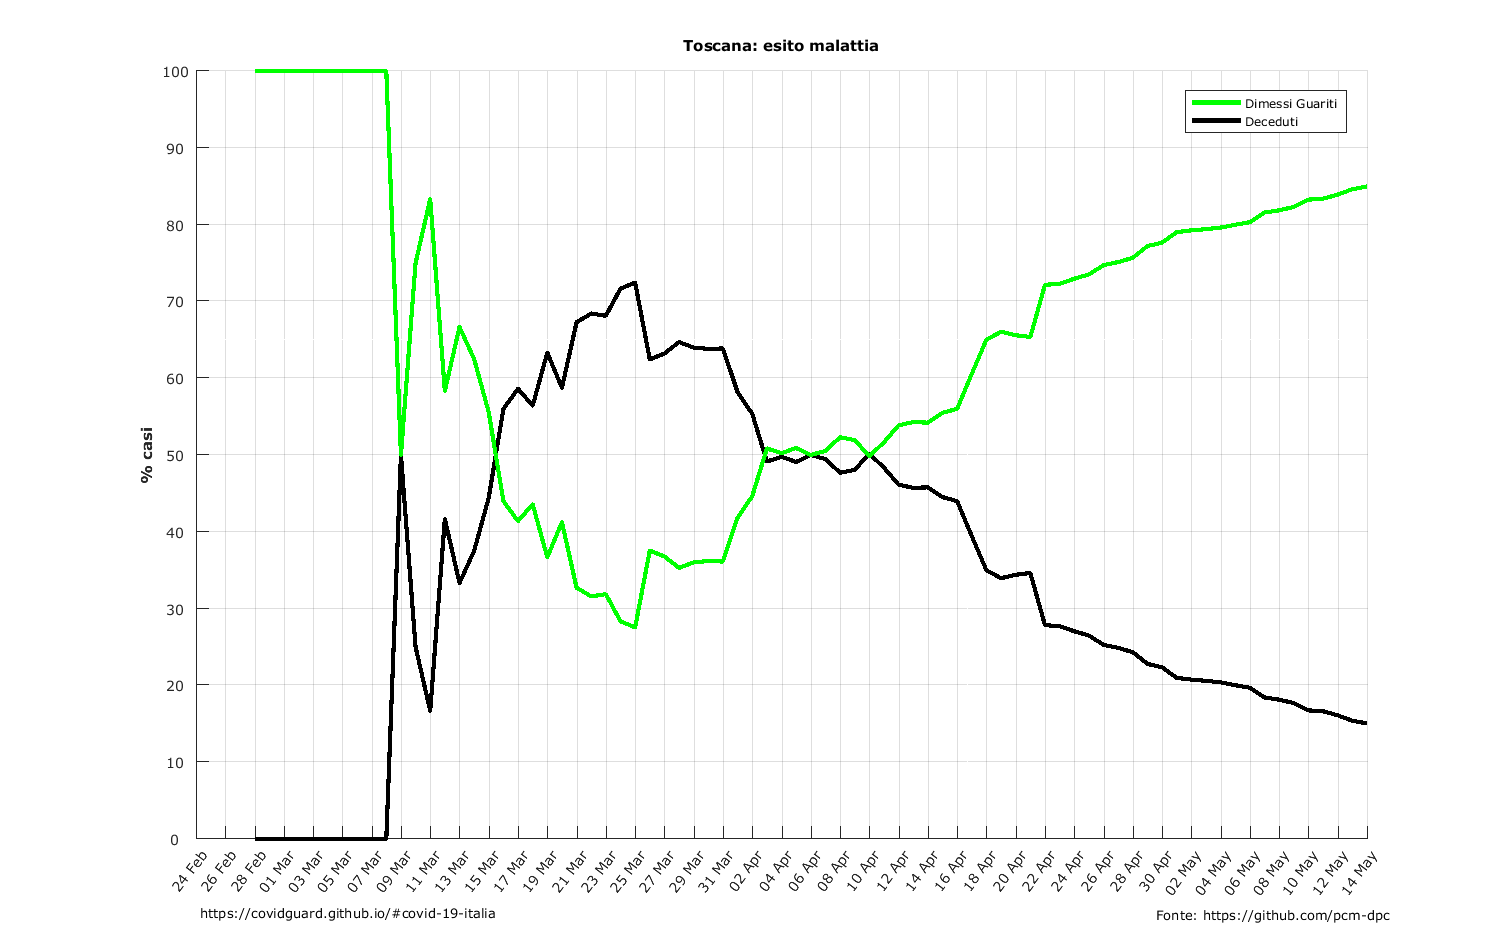 Toscana: esito malattia
100
90
80
70
60
50
40
30
20
10
0
% casi
Dimessi Guariti
Deceduti
24 Feb
26 Feb
28 Feb
01 Mar
03 Mar
05 Mar
07 Mar
09 Mar
11 Mar
13 Mar
15 Mar
17 Mar
19 Mar
21 Mar
23 Mar
25 Mar
27 Mar
29 Mar
31 Mar
02 Apr
04 Apr
06 Apr
08 Apr
10 Apr
12 Apr
14 Apr
16 Apr
18 Apr
20 Apr
22 Apr
24 Apr
26 Apr
28 Apr
30 Apr
02 May
04 May
06 May
08 May
10 May
12 May
14 May
https://covidguard.github.io/#covid-19-italia
Fonte: https://github.com/pcm-dpc